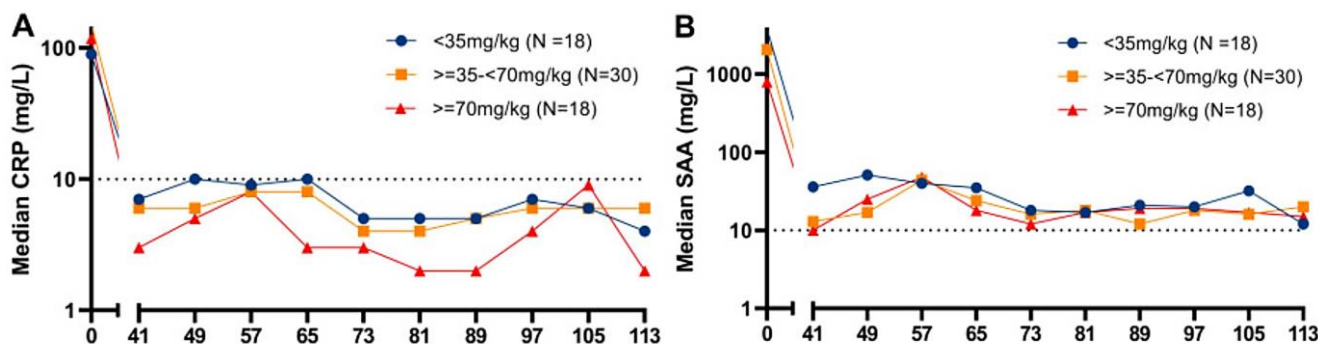 A
Median CRP (mg/L)
100
10
1
<35mg/kg (N =18)
>=35-<70mg/kg (N=30)
>=70mg/kg (N=18)
0 41 49 57 65 73 81 89 97 105 113
B
Median SAA (mg/L)
1000
100
10
1
<35mg/kg (N =18)
>=35-<70mg/kg (N=30)
>=70mg/kg (N=18)
0 41 49 57 65 73 81 89 97 105 113